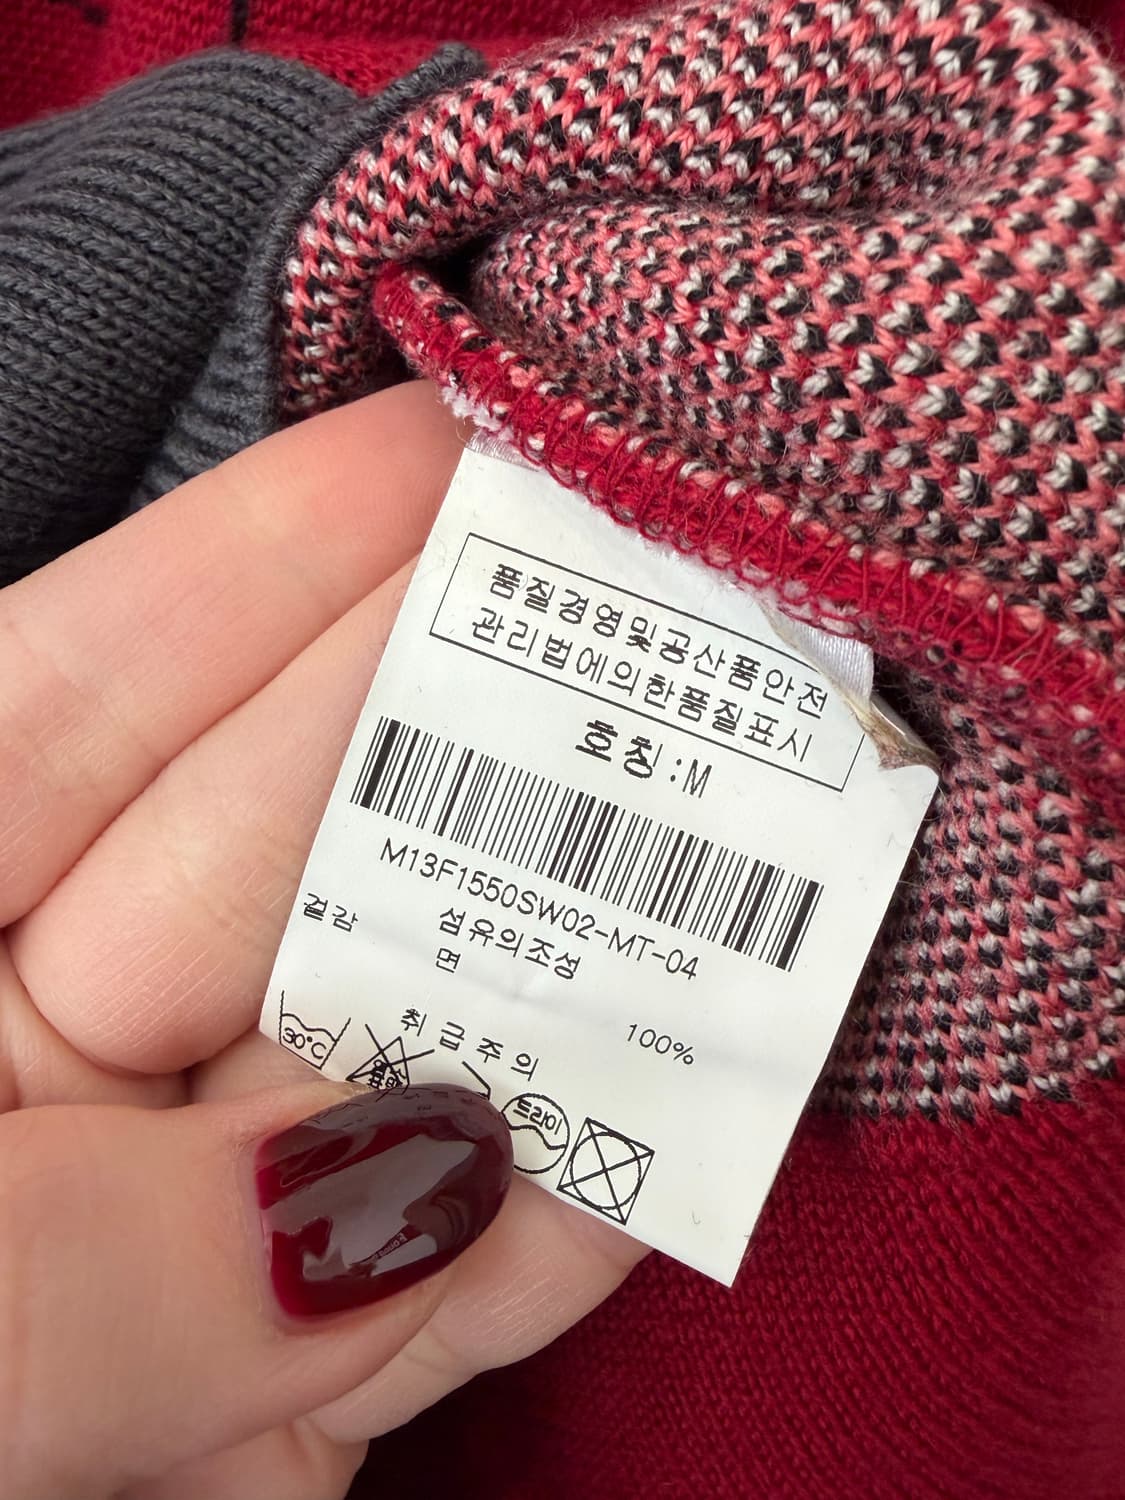 품질경영및공산품안전
관리법에의한품질표시
호칭:M
M13F1550SW02-MT-04
섬유의조성
겉감 면 100%
취급주의
30°C
드라이